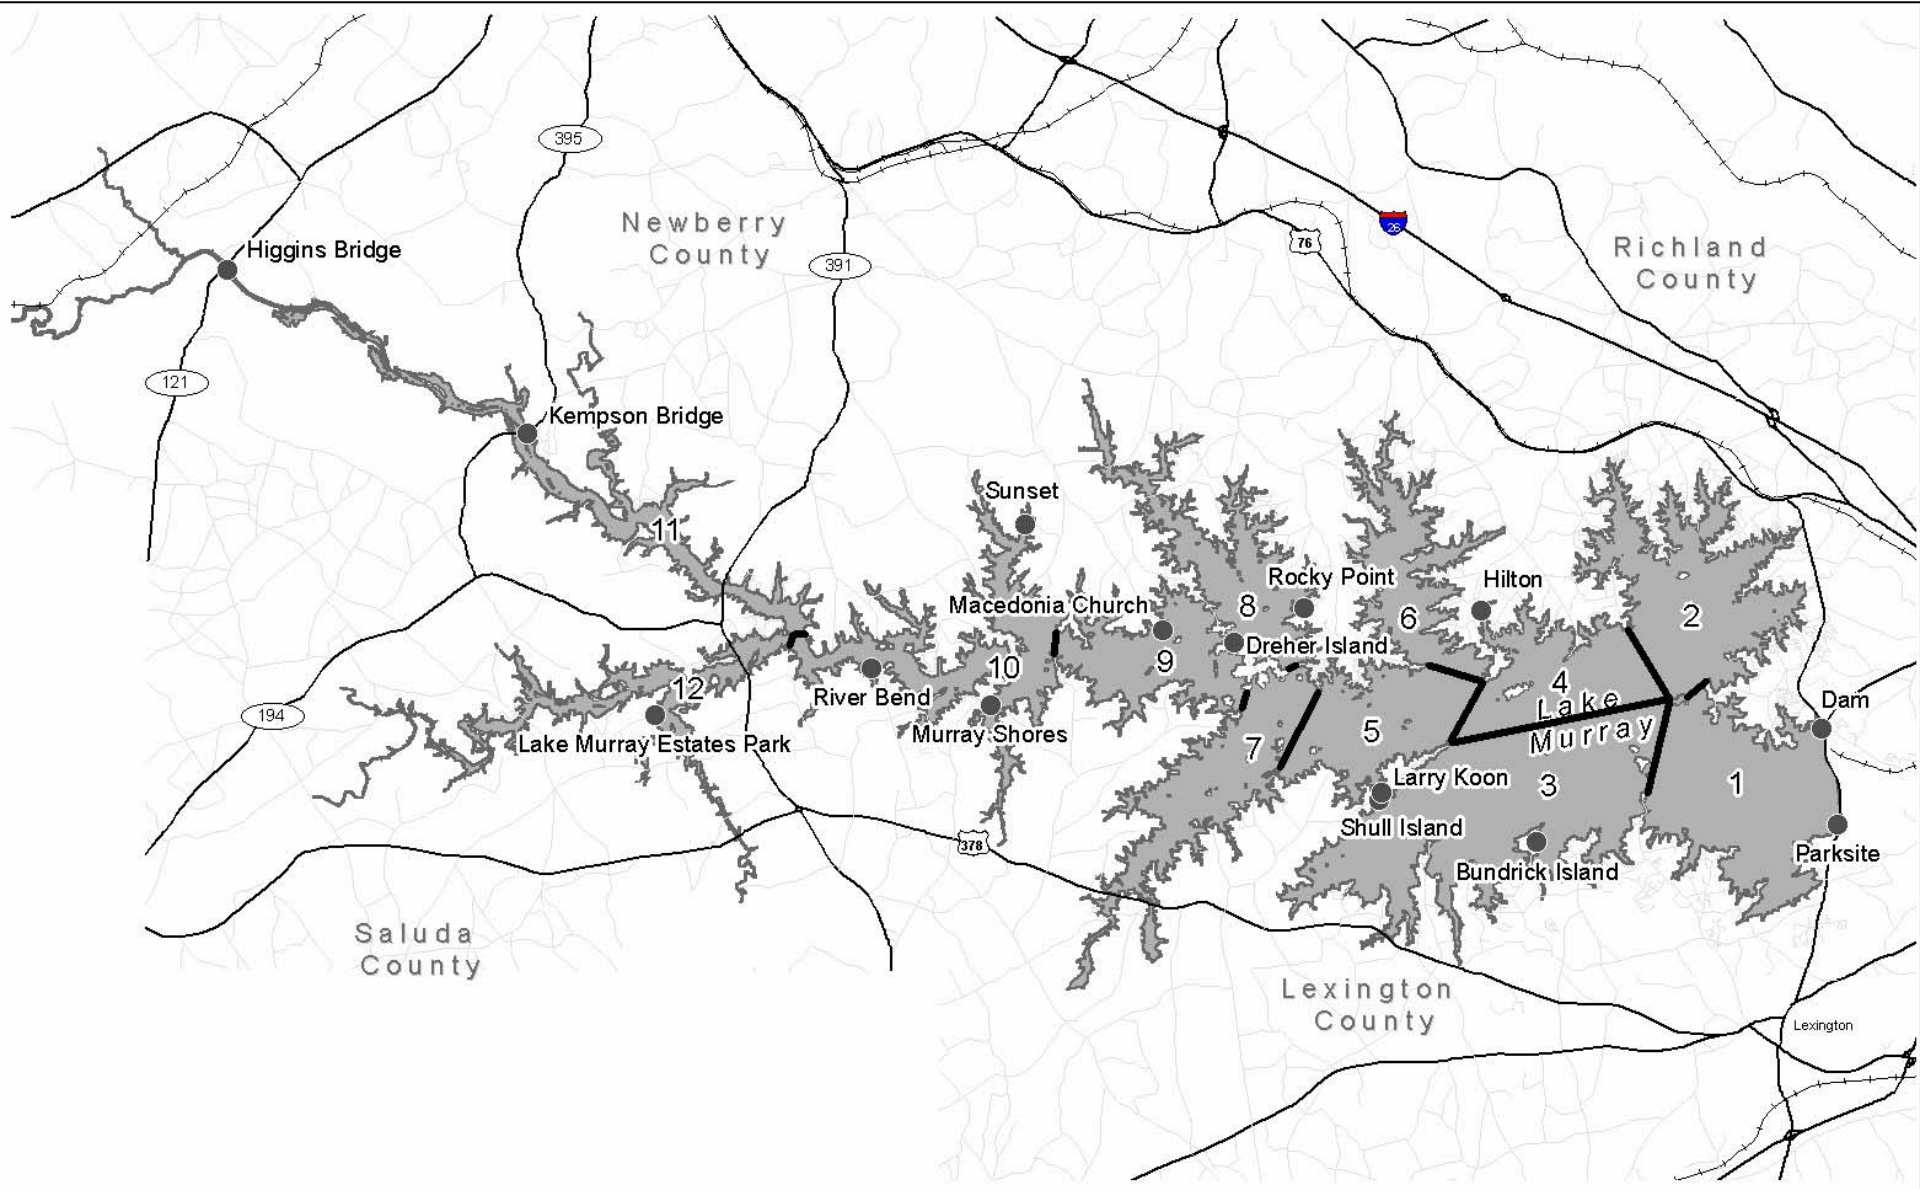 395
Newberry
County
Higgins Bridge
391
76
26
Richland
County
121
Kempson Bridge
Sunset
11
Rocky Point
Hilton
Macedonia Church
8
6
2
Dreher Island
9
10
12
4
River Bend
Lake
Dam
194
Murray Shores
Murray
Lake Murray Estates Park
7
5
Larry Koon
3
1
Shull Island
378
Parksite
Bundrick Island
Saluda
County
Lexington
County
Lexington